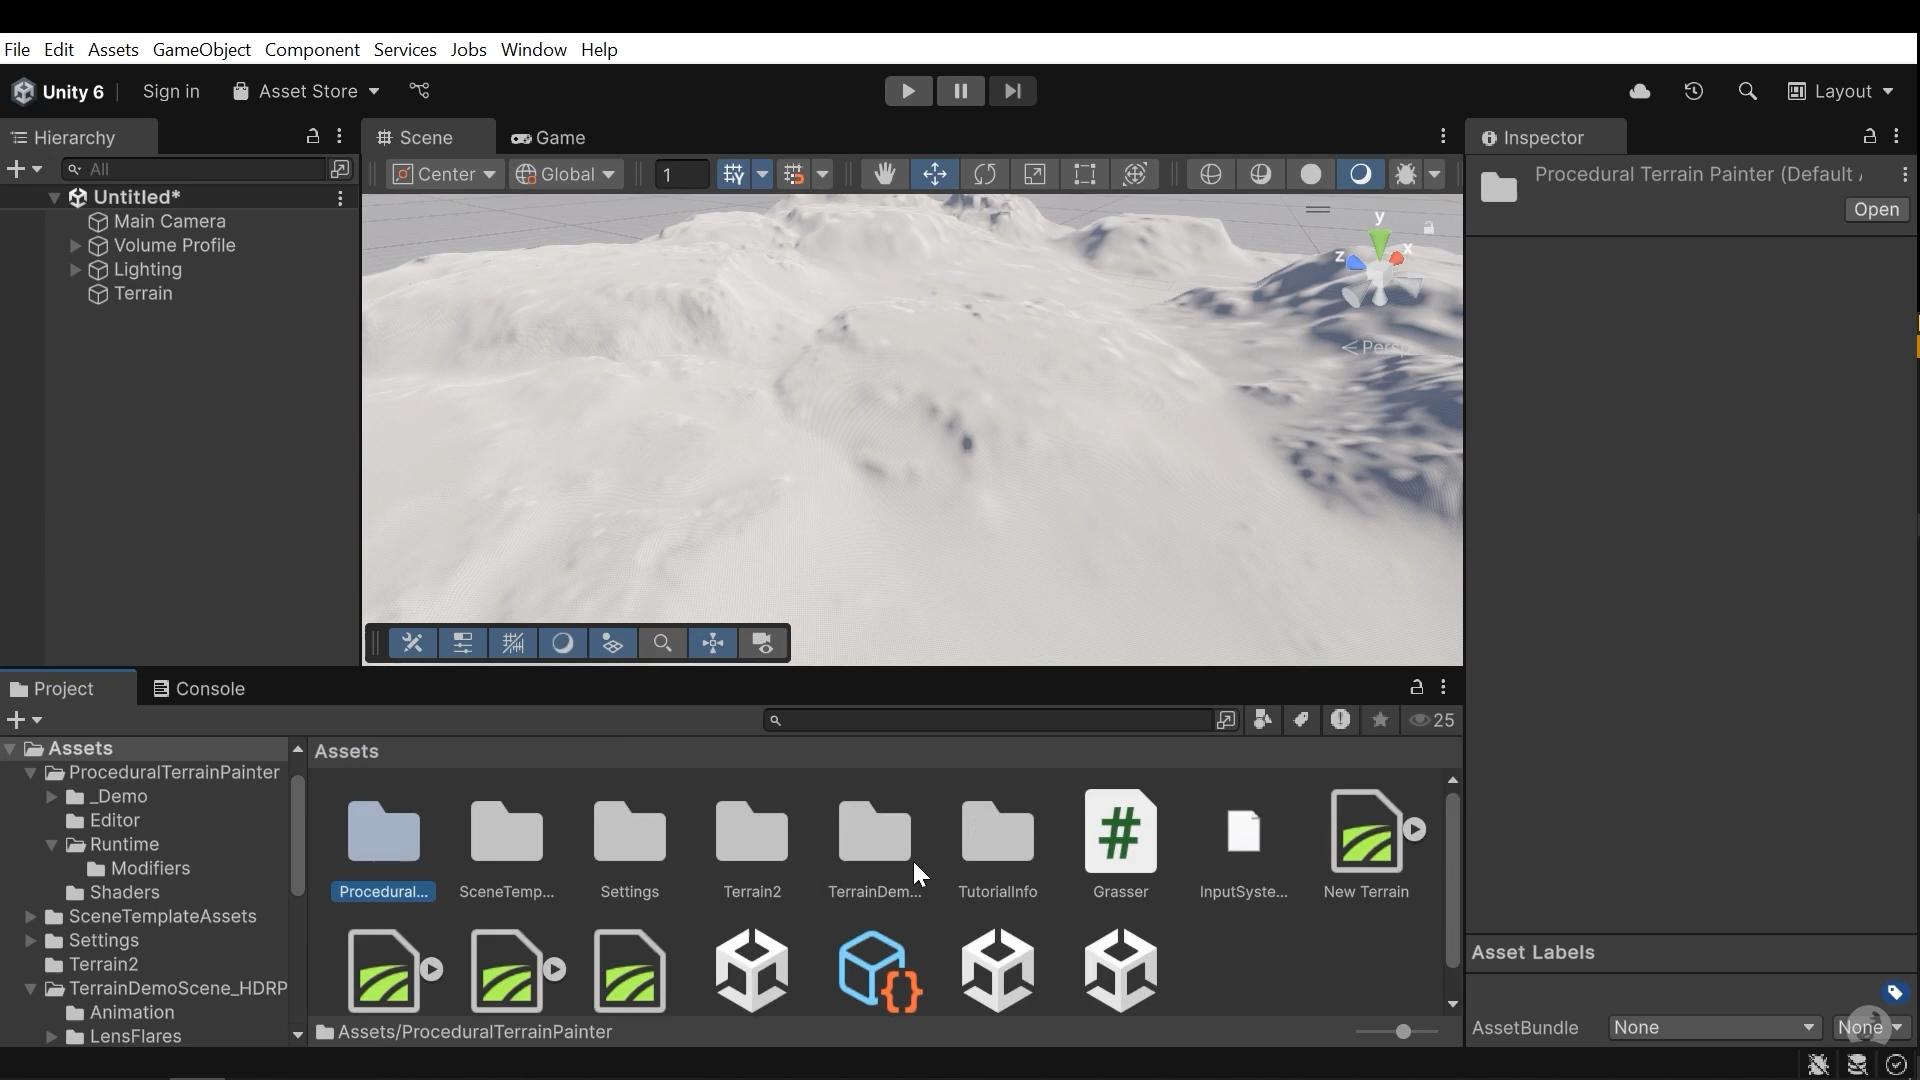 File Edit Assets GameObject Component Services Jobs Window Help
Unity 6 Sign in Asset Store Layout
Hierarchy Scene Game Inspector
All Center Global 1 Procedural Terrain Painter (Default
Open
Untitled*
Main Camera
Volume Profile
Lighting
Terrain
y
x
z
Persp
Project Console
25
Assets
ProceduralTerrainPainter
_Demo
Editor
Runtime
Modifiers
Shaders
SceneTemplateAssets
Settings
Terrain2
TerrainDemoScene_HDRP
Animation
LensFlares
Assets
Procedural... SceneTemp... Settings Terrain2 TerrainDem... TutorialInfo Grasser InputSyste... New Terrain
Assets/ProceduralTerrainPainter
Asset Labels
AssetBundle None None